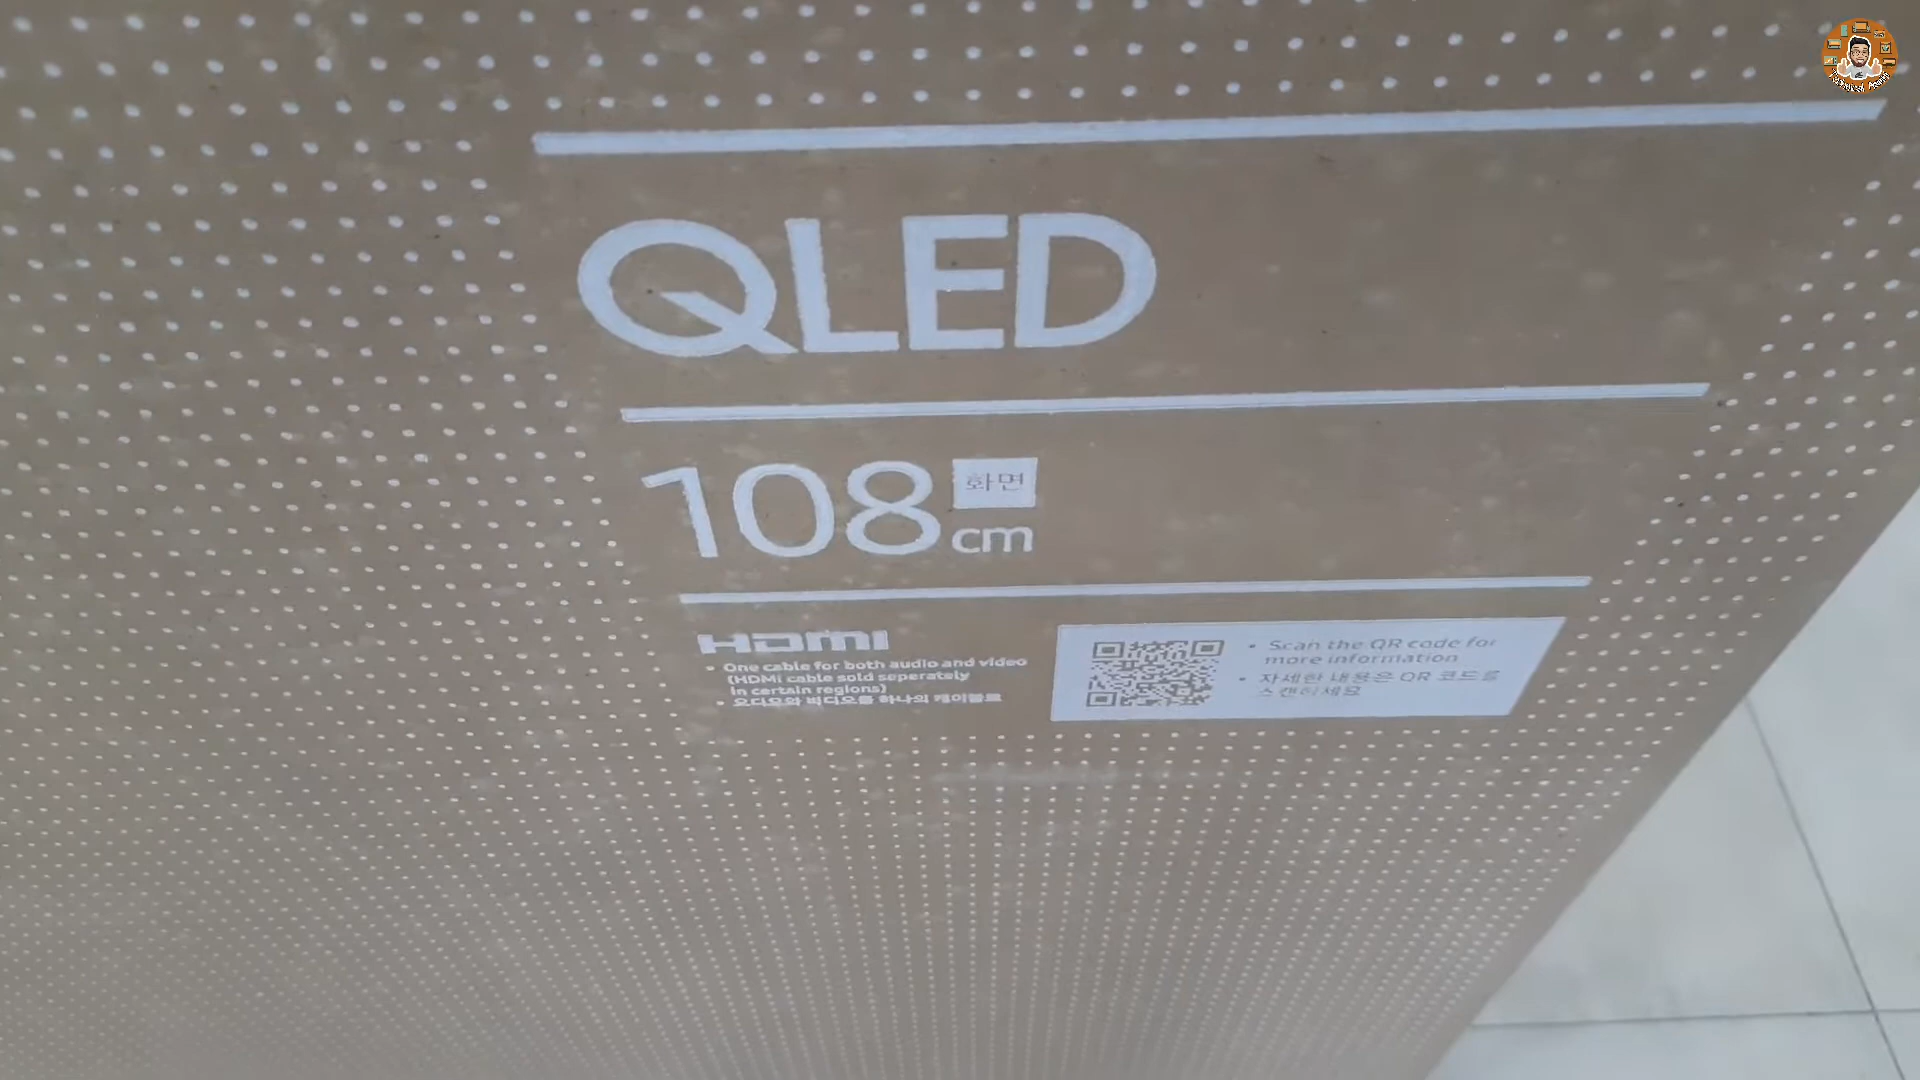 QLED
108 화면
cm
HDMI
• One cable for both audio and video
(HDMI cable sold seperately
in certain regions)
• 오디오와 비디오를 하나의 케이블로
• Scan the QR code for
more information
• 자세한 내용은 QR 코드를
스캔하세요